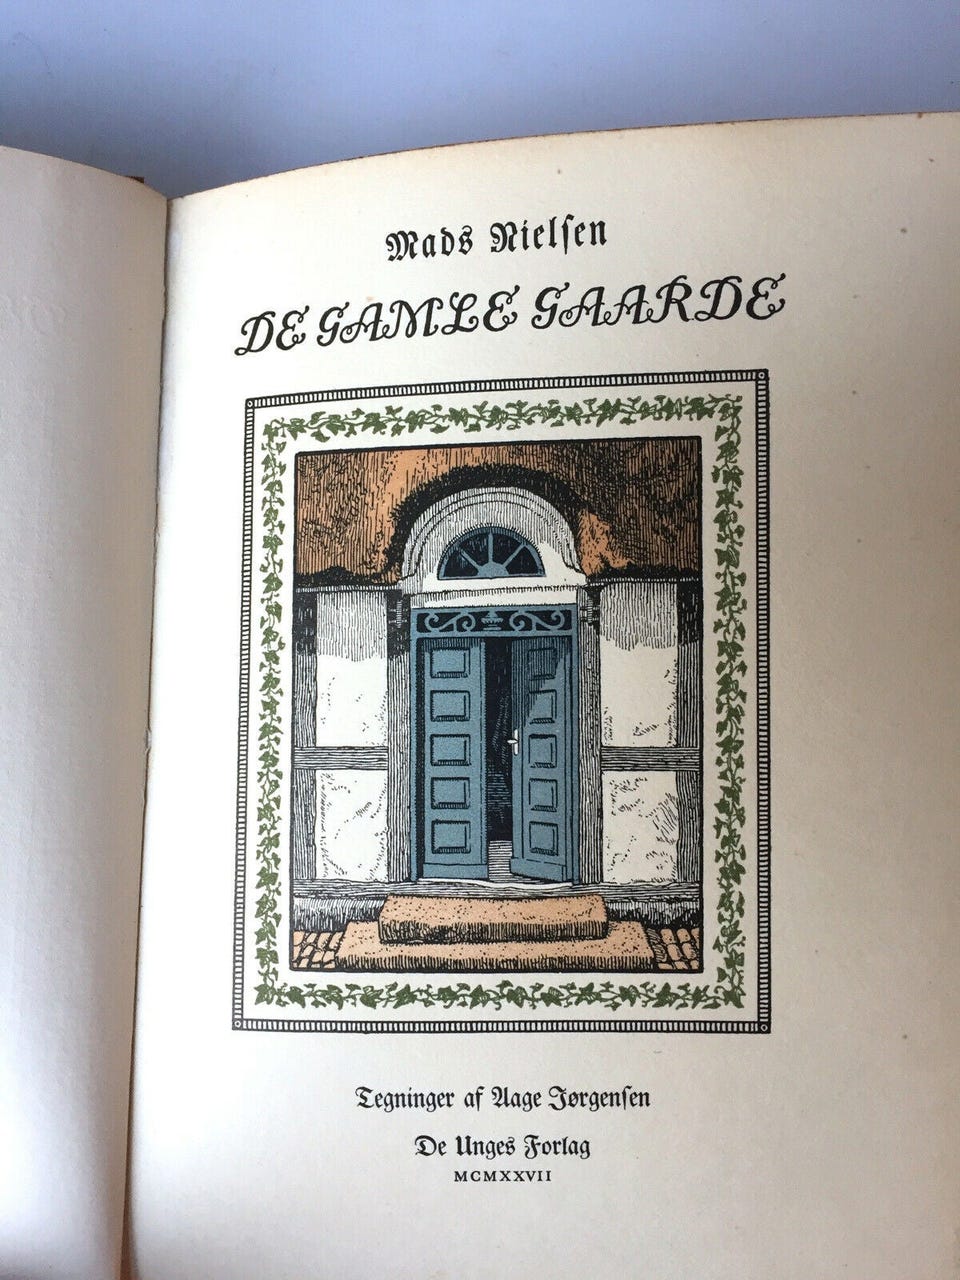 Mads Nielsen
DE GAMLE GAARDE
Tegninger af Aage Jørgensen
De Unges Forlag
MCMXXVII